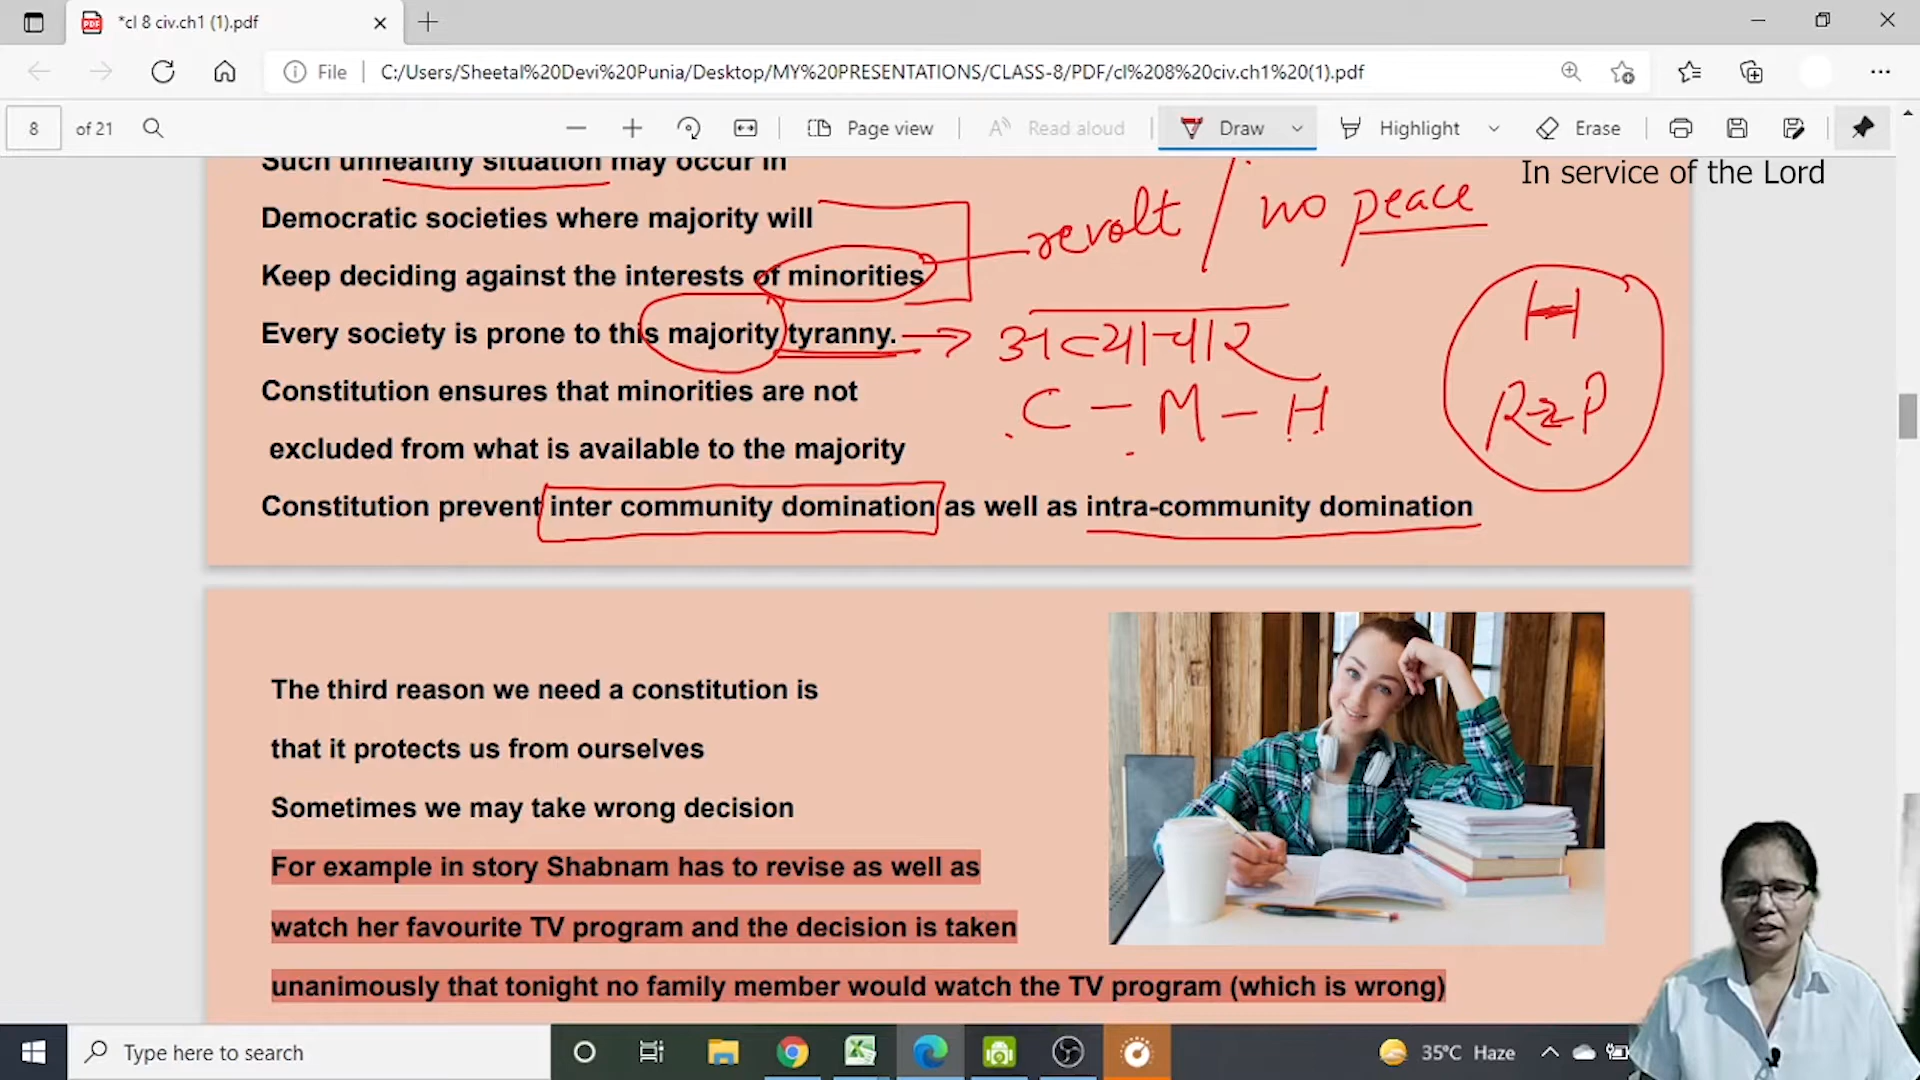 *cl 8 civ.ch1 (1).pdf
File
C:/Users/Sheetal%20Devi%20Punia/Desktop/MY%20PRESENTATIONS/CLASS-8/PDF/cl%208%20civ.ch1%20(1).pdf
8 of 21
Page view
Read aloud
Draw
Highlight
Erase
In service of the Lord
Such unhealthy situation may occur in
Democratic societies where majority will
revolt / no peace
Keep deciding against the interests of minorities
Every society is prone to this majority tyranny.
अत्याचार
H
Constitution ensures that minorities are not
C - M - H
excluded from what is available to the majority
Constitution prevent inter community domination as well as intra-community domination
The third reason we need a constitution is
that it protects us from ourselves
Sometimes we may take wrong decision
For example in story Shabnam has to revise as well as
watch her favourite TV program and the decision is taken
unanimously that tonight no family member would watch the TV program (which is wrong)
Type here to search
35°C Haze